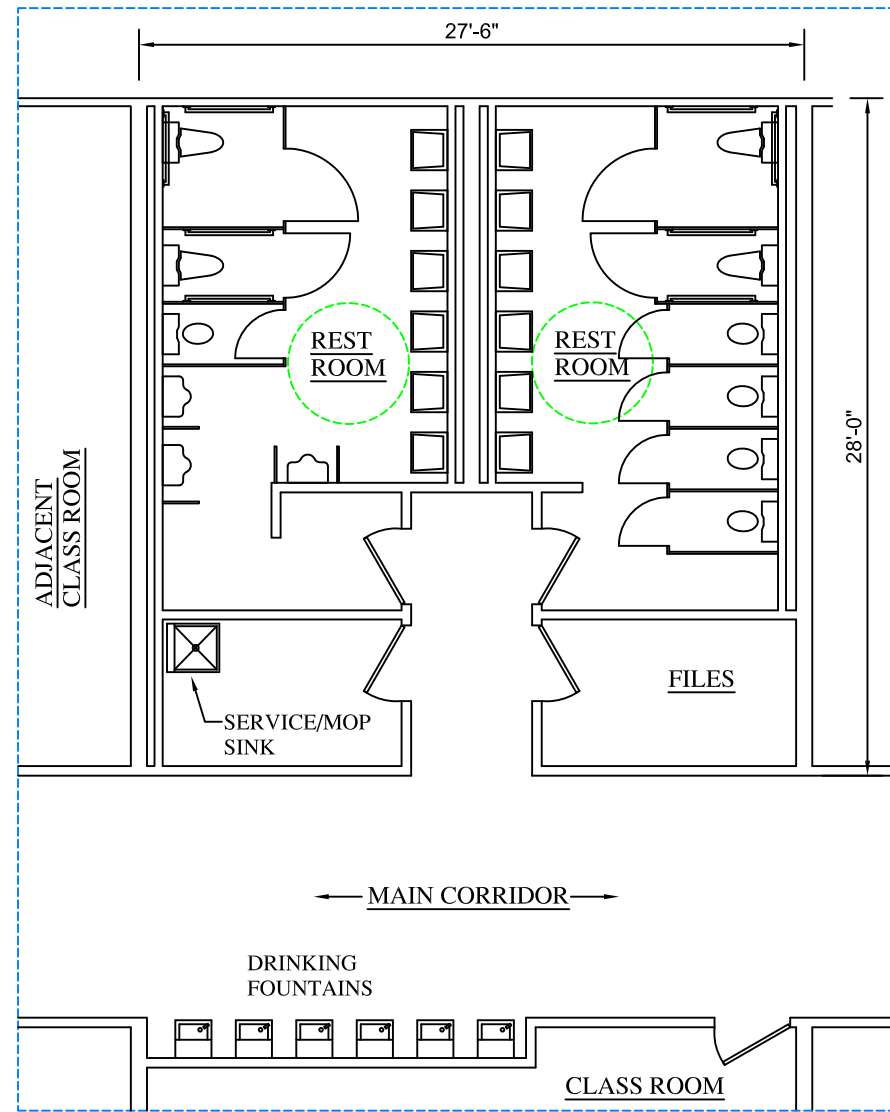 27'-6"
REST
ROOM
REST
ROOM
28'-0"
ADJACENT
CLASS ROOM
FILES
SERVICE/MOP
SINK
MAIN CORRIDOR
DRINKING
FOUNTAINS
CLASS ROOM